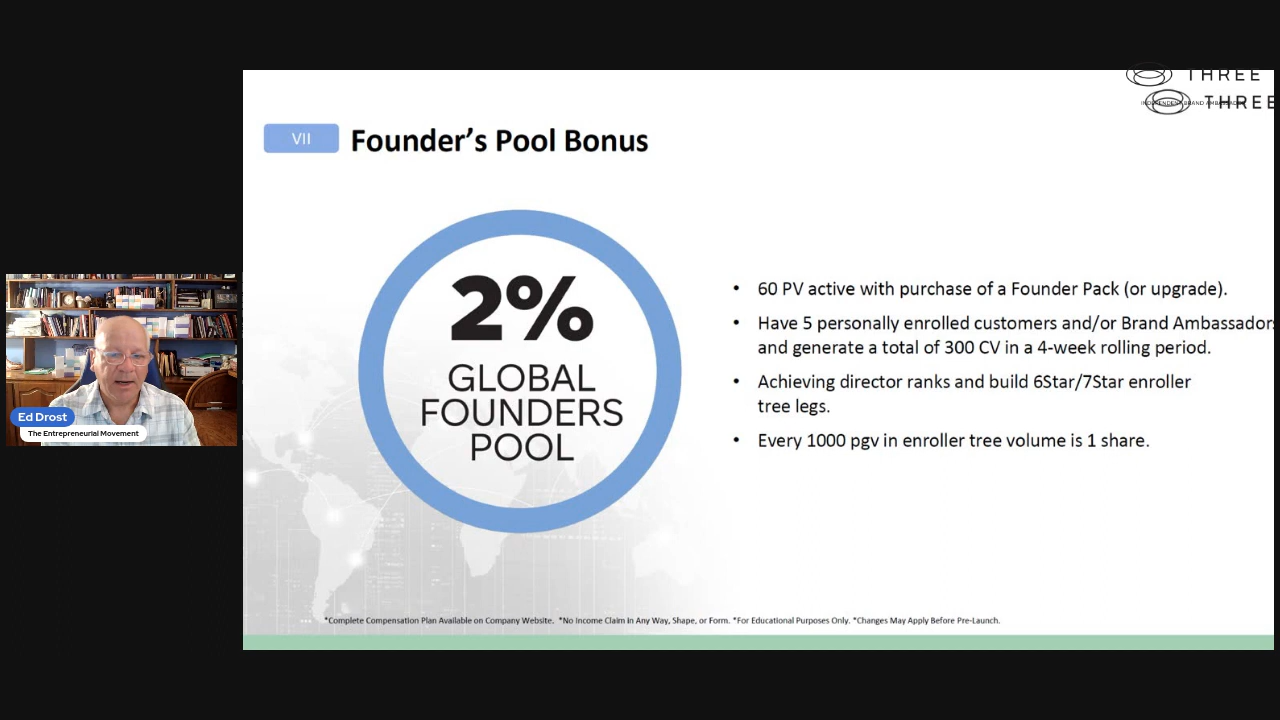 THREE
INDEPENDENT BRAND AMBASSADOR
THREE
VII
Founder's Pool Bonus
2%
GLOBAL
FOUNDERS
POOL
• 60 PV active with purchase of a Founder Pack (or upgrade).
• Have 5 personally enrolled customers and/or Brand Ambassadors
and generate a total of 300 CV in a 4-week rolling period.
• Achieving director ranks and build 6Star/7Star enroller
tree legs.
• Every 1000 pgv in enroller tree volume is 1 share.
*Complete Compensation Plan Available on Company Website. *No Income Claim in Any Way, Shape, or Form. *For Educational Purposes Only. *Changes May Apply Before Pre-Launch.
Ed Drost
The Entrepreneurial Movement